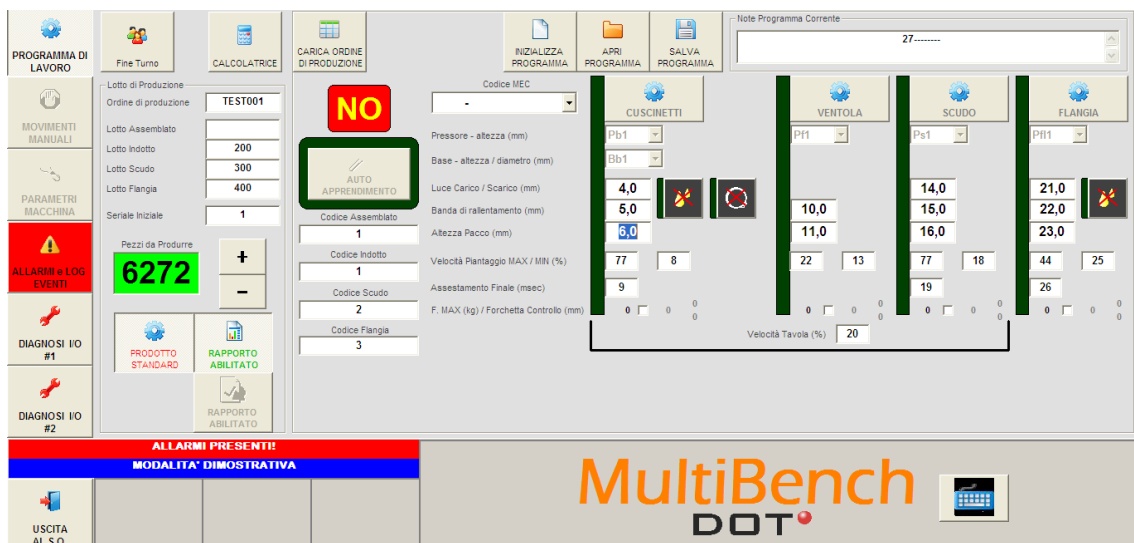 PROGRAMMA DI
LAVORO
MOVIMENTI
MANUALI
PARAMETRI
MACCHINA
ALLARMI e LOG
EVENTI
DIAGNOSI I/O
#1
DIAGNOSI I/O
#2
Fine Turno
CALCOLATRICE
CARICA ORDINE
DI PRODUZIONE
INIZIALIZZA
PROGRAMMA
APRI
PROGRAMMA
SALVA
PROGRAMMA
Note Programma Corrente
27--------
Lotto di Produzione
Ordine di produzione TEST001
Lotto Assemblato
Lotto Indotto 200
Lotto Scudo 300
Lotto Flangia 400
Seriale Iniziale 1
Pezzi da Produrre
6272
+
-
PRODOTTO
STANDARD
RAPPORTO
ABILITATO
RAPPORTO
ABILITATO
NO
AUTO
APPRENDIMENTO
Codice Assemblato
1
Codice Indotto
1
Codice Scudo
2
Codice Flangia
3
Codice MEC
-
CUSCINETTI VENTOLA SCUDO FLANGIA
Pressore - altezza (mm) Pb1 Pf1 Ps1 Pfl1
Base - altezza / diametro (mm) Bb1
Luce Carico / Scarico (mm) 4,0 14,0 21,0
Banda di rallentamento (mm) 5,0 10,0 15,0 22,0
Altezza Pacco (mm) 6,0 11,0 16,0 23,0
Velocità Piantaggio MAX / MIN (%) 77 8 22 13 77 18 44 25
Assestamento Finale (msec) 9 19 26
F. MAX (kg) / Forchetta Controllo (mm) 0 0 0 0 0 0 0 0 0 0 0 0 0 0 0 0
Velocità Tavola (%) 20
ALLARMI PRESENTI!
MODALITA' DIMOSTRATIVA
USCITA
AL S.O.
MultiBench
DOT